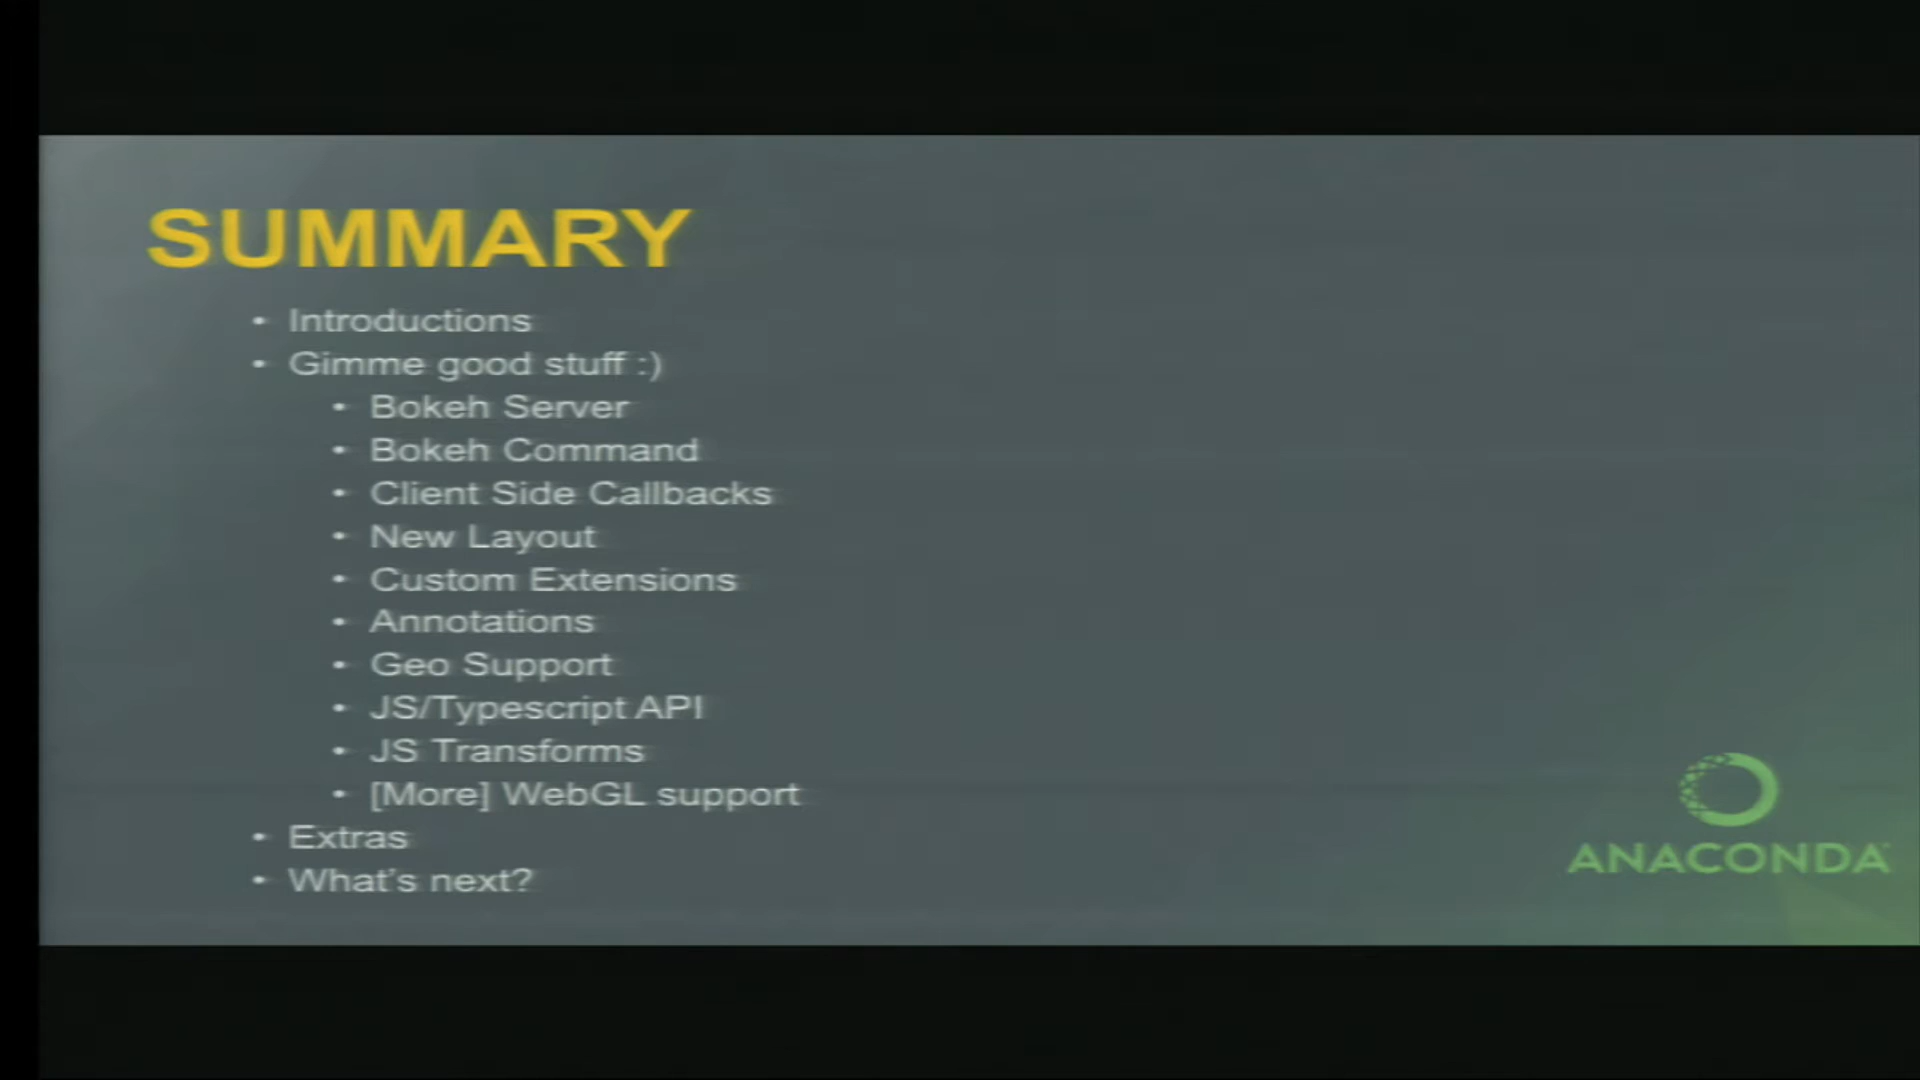 SUMMARY
• Introductions
• Gimme good stuff :)
• Bokeh Server
• Bokeh Command
• Client Side Callbacks
• New Layout
• Custom Extensions
• Annotations
• Geo Support
• JS/Typescript API
• JS Transforms
• [More] WebGL support
• Extras
• What's next?
ANACONDA